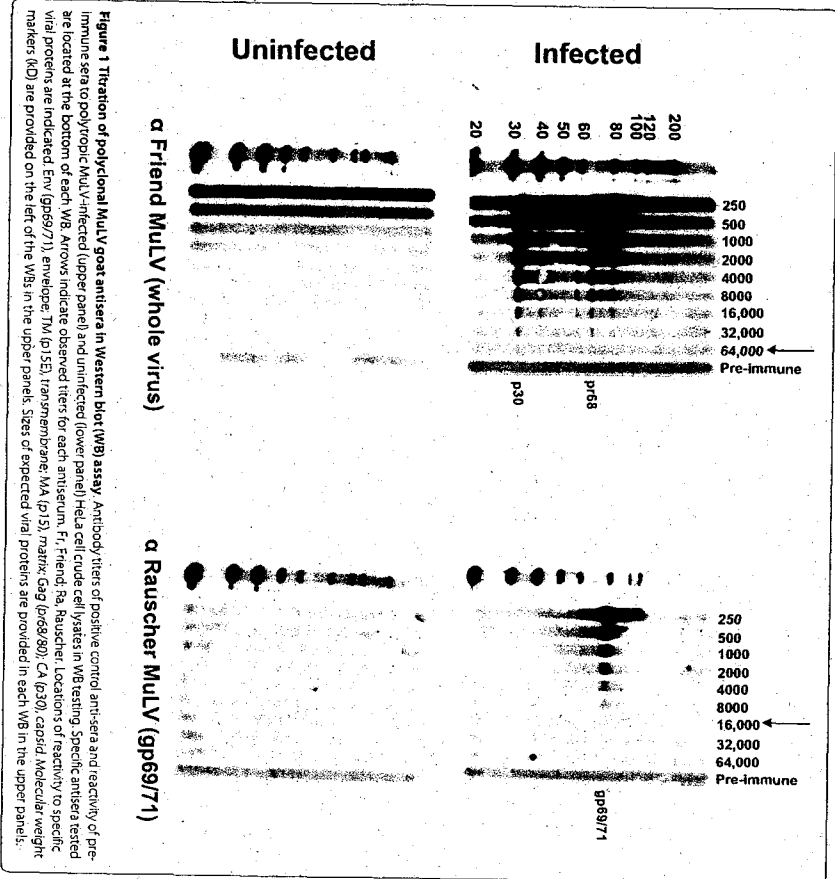 Uninfected
Infected
20
30
40
50
60
80
100
120
200
250
500
1000
2000
4000
8000
16,000
32,000
64,000
Pre-immune
p30
pr68
α Friend MuLV (whole virus)
250
500
1000
2000
4000
8000
16,000
32,000
64,000
Pre-immune
gp69/71
α Rauscher MuLV (gp69/71)
Figure 1 Titration of polyclonal MuLV goat antisera in Western blot (WB) assay. Antibody titers of positive control anti-sera and reactivity of pre-
immune sera to polytropic MuLV-infected (upper panel) and uninfected (lower panel) HeLa cell crude cell lysates in WB testing. Specific antisera tested
are located at the bottom of each WB. Arrows indicate observed titers for each antiserum. Fr, Friend; Ra, Rauscher. Locations of reactivity to specific
viral proteins are indicated. Env (gp69/71), envelope; TM (p15E), transmembrane; MA (p15), matrix; Gag (pr68/80); CA (p30), capsid. Molecular weight
markers (kD) are provided on the left of the WBs in the upper panels. Sizes of expected viral proteins are provided in each WB in the upper panels.